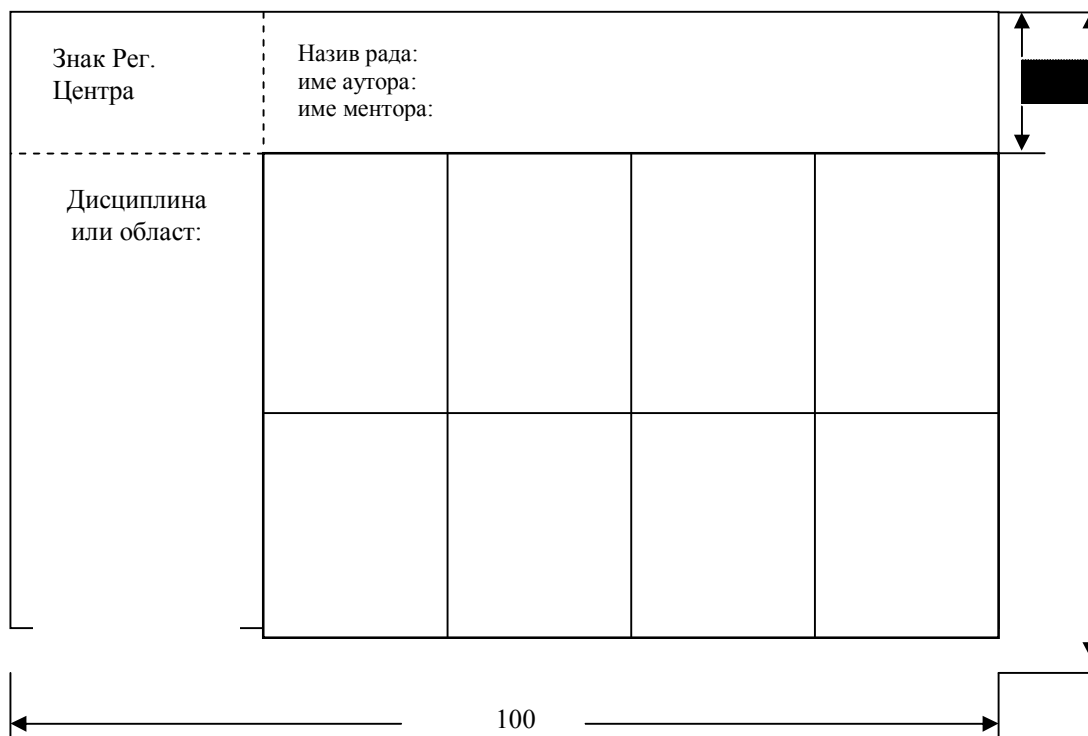 Знак Рег.
Центра
Назив рада:
име аутора:
име ментора:
Дисциплина
или област:
100